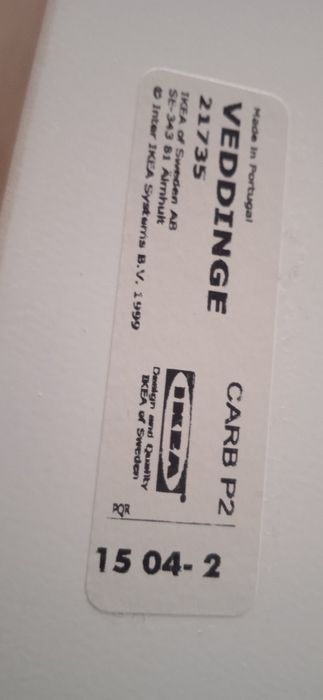 Made in Portugal
VEDDINGE CARB P2
21735
IKEA of Sweden AB
SE-343 81 Älmhult
© Inter IKEA Systems B.V. 1999
IKEA
Design and Quality
IKEA of Sweden
PQR
15 04- 2